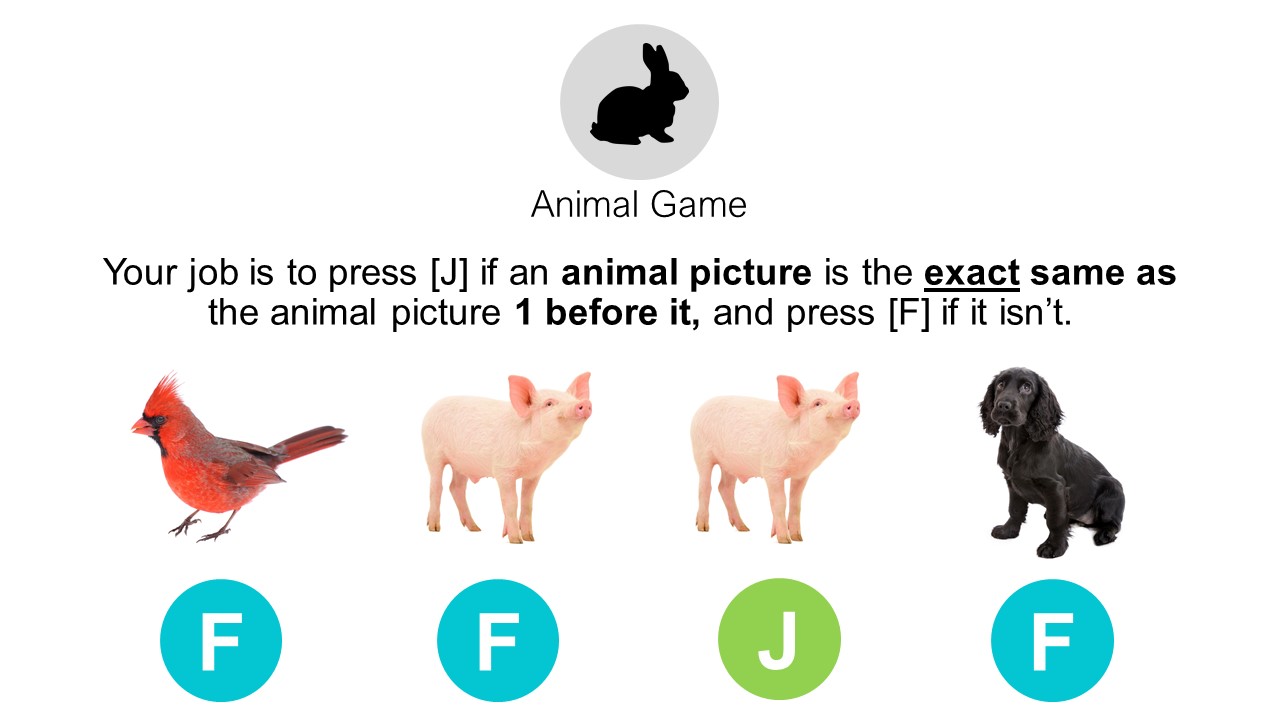 Animal Game
Your job is to press [J] if an animal picture is the exact same as
the animal picture 1 before it, and press [F] if it isn’t.
F F J F